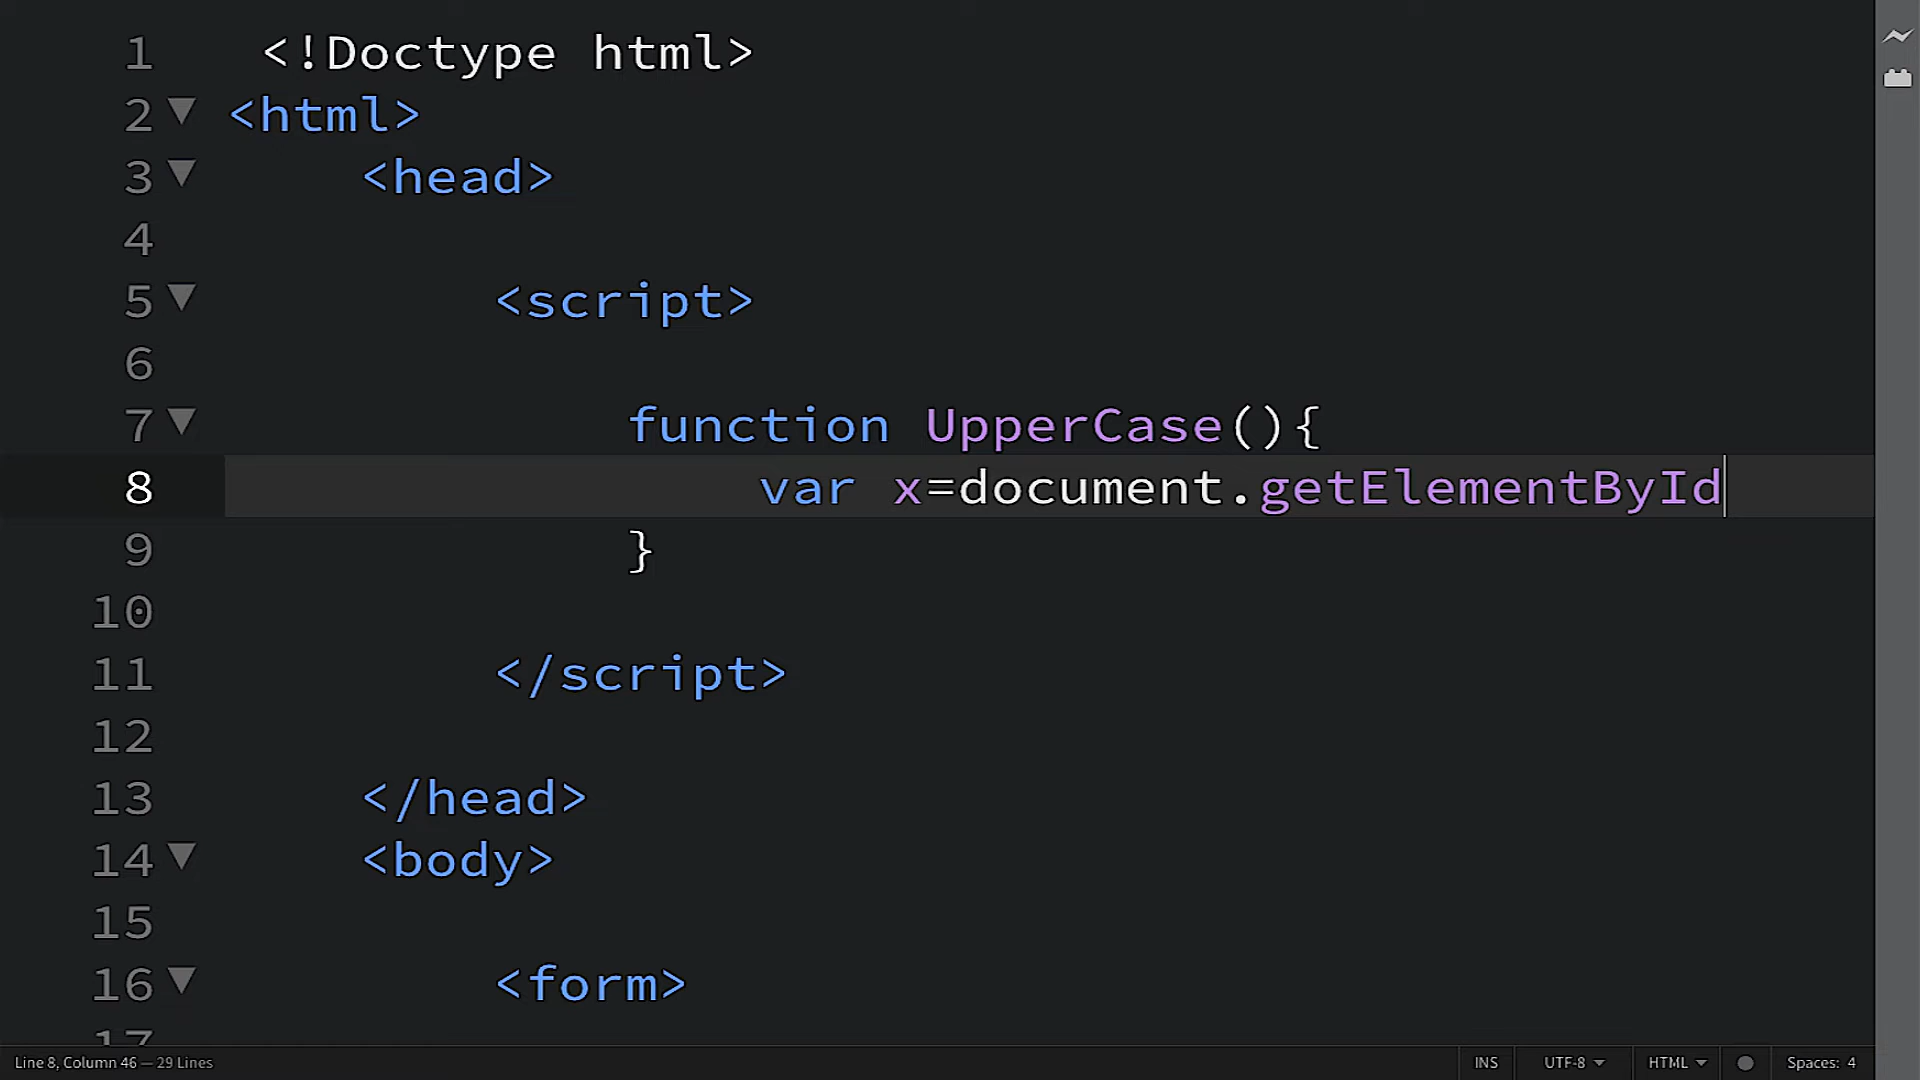 1 <!Doctype html>
2 <html>
3 <head>
4
5 <script>
6
7 function UpperCase(){
8 var x=document.getElementById
9 }
10
11 </script>
12
13 </head>
14 <body>
15
16 <form>
17
Line 8, Column 46 — 29 Lines INS UTF-8 HTML Spaces: 4